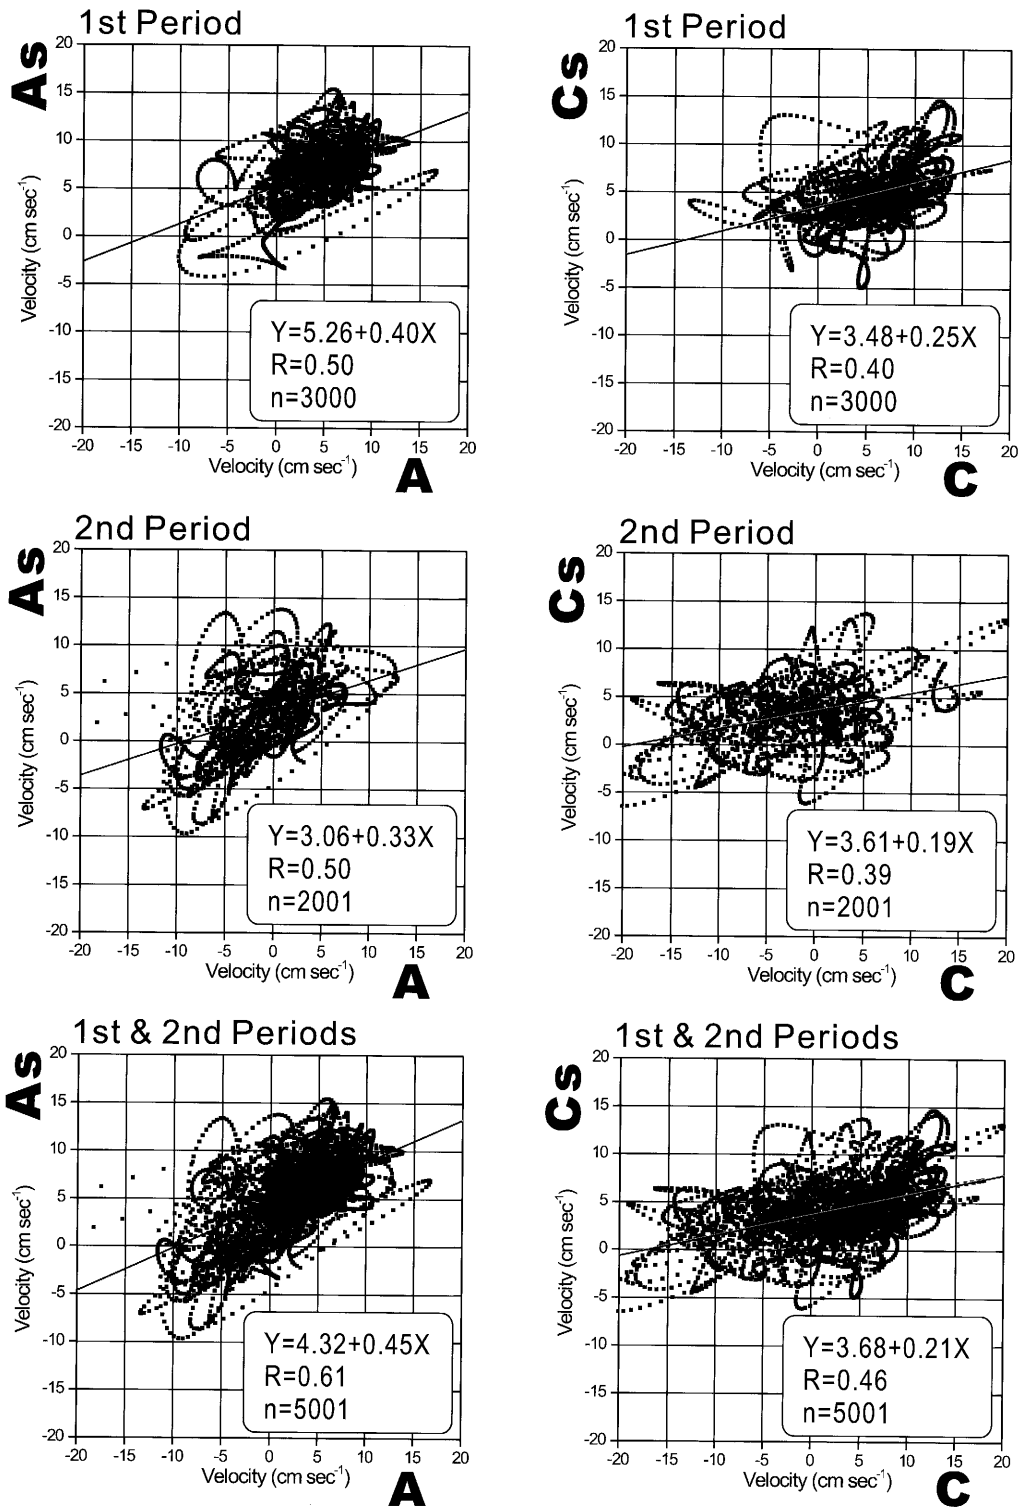 1st Period
As
Velocity (cm sec-1)
20
15
10
5
0
-5
-10
-15
-20
Y=5.26+0.40X
R=0.50
n=3000
-20 -15 -10 -5 0 5 10 15 20
Velocity (cm sec-1)
A
1st Period
Cs
Velocity (cm sec-1)
20
15
10
5
0
-5
-10
-15
-20
Y=3.48+0.25X
R=0.40
n=3000
-20 -15 -10 -5 0 5 10 15 20
Velocity (cm sec-1)
C
2nd Period
As
Velocity (cm sec-1)
20
15
10
5
0
-5
-10
-15
-20
Y=3.06+0.33X
R=0.50
n=2001
-20 -15 -10 -5 0 5 10 15 20
Velocity (cm sec-1)
A
2nd Period
Cs
Velocity (cm sec-1)
20
15
10
5
0
-5
-10
-15
-20
Y=3.61+0.19X
R=0.39
n=2001
-20 -15 -10 -5 0 5 10 15 20
Velocity (cm sec-1)
C
1st & 2nd Periods
As
Velocity (cm sec-1)
20
15
10
5
0
-5
-10
-15
-20
Y=4.32+0.45X
R=0.61
n=5001
-20 -15 -10 -5 0 5 10 15 20
Velocity (cm sec-1)
A
1st & 2nd Periods
Cs
Velocity (cm sec-1)
20
15
10
5
0
-5
-10
-15
-20
Y=3.68+0.21X
R=0.46
n=5001
-20 -15 -10 -5 0 5 10 15 20
Velocity (cm sec-1)
C